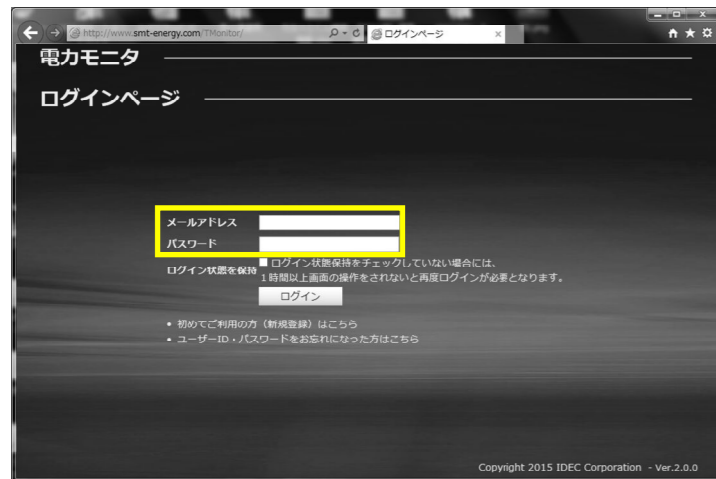 http://www.smt-energy.com/TMonitor/
ログインページ
電力モニタ
ログインページ
メールアドレス
パスワード
ログイン状態を保持
ログイン状態保持をチェックしていない場合には、
1時間以上画面の操作をされないと再度ログインが必要となります。
ログイン
• 初めてご利用の方（新規登録）はこちら
• ユーザーID・パスワードをお忘れになった方はこちら
Copyright 2015 IDEC Corporation - Ver.2.0.0